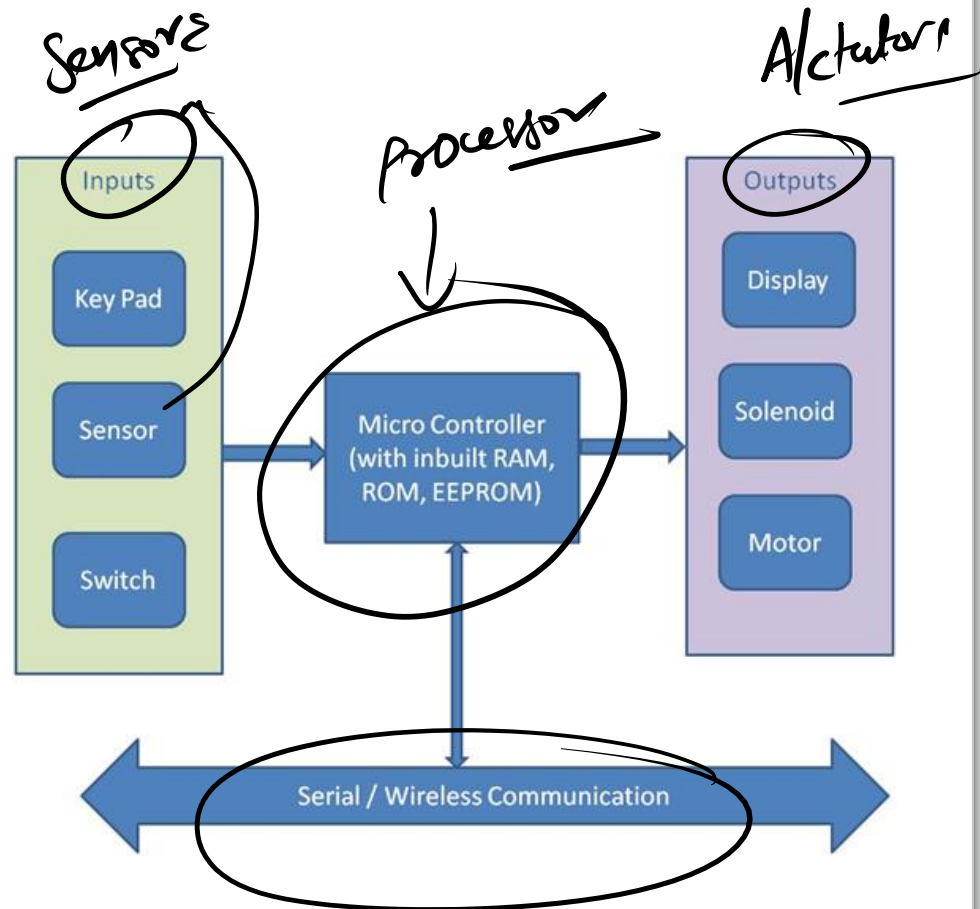 Sensors
A/ctutors
Processor
Inputs
Outputs
Key Pad
Sensor
Switch
Micro Controller
(with inbuilt RAM,
ROM, EEPROM)
Display
Solenoid
Motor
Serial / Wireless Communication